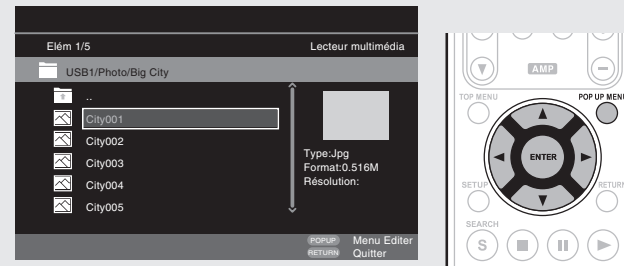 Elém 1/5 Lecteur multimédia
USB1/Photo/Big City
..
City001
City002
City003
City004
City005
Type:Jpg
Format:0.516M
Résolution:
POPUP Menu Editer
RETURN Quitter
AMP
TOP MENU POP UP MENU
ENTER
SETUP RETURN
SEARCH
S